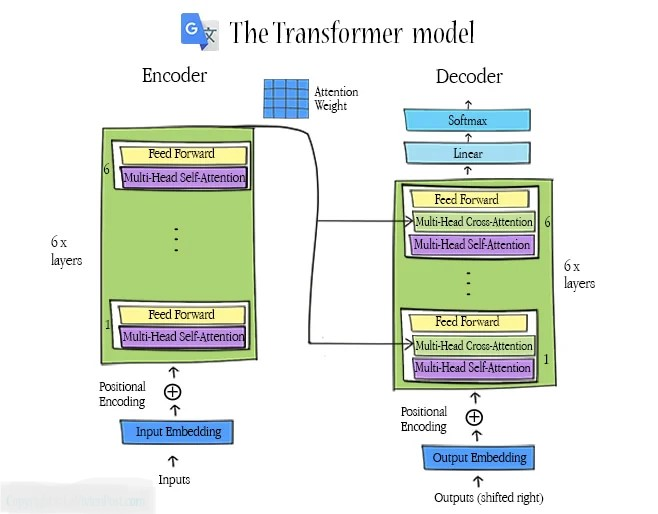 The Transformer model
Encoder
Decoder
Attention
Weight
Softmax
Linear
6
Feed Forward
Multi-Head Self-Attention
6 x
layers
1
Feed Forward
Multi-Head Self-Attention
Positional
Encoding
Input Embedding
Inputs
Feed Forward
Multi-Head Cross-Attention
6
Multi-Head Self-Attention
6 x
layers
Feed Forward
Multi-Head Cross-Attention
1
Multi-Head Self-Attention
Positional
Encoding
Output Embedding
Outputs (shifted right)